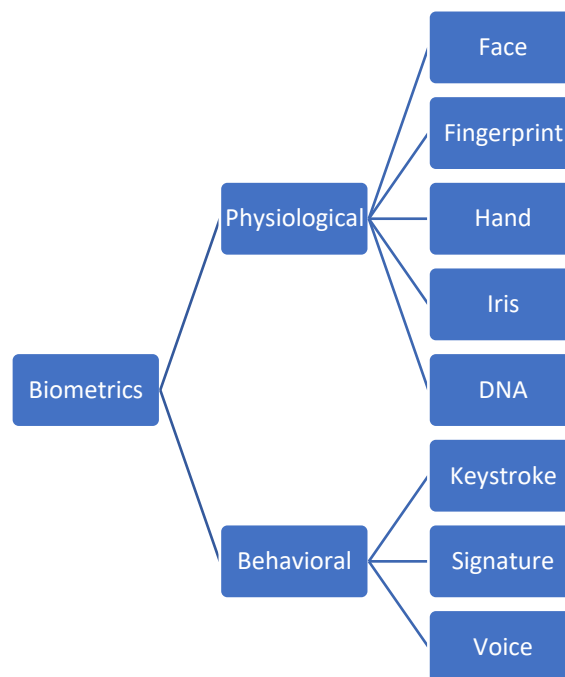 Face
Fingerprint
Physiological
Hand
Iris
Biometrics
DNA
Keystroke
Behavioral
Signature
Voice